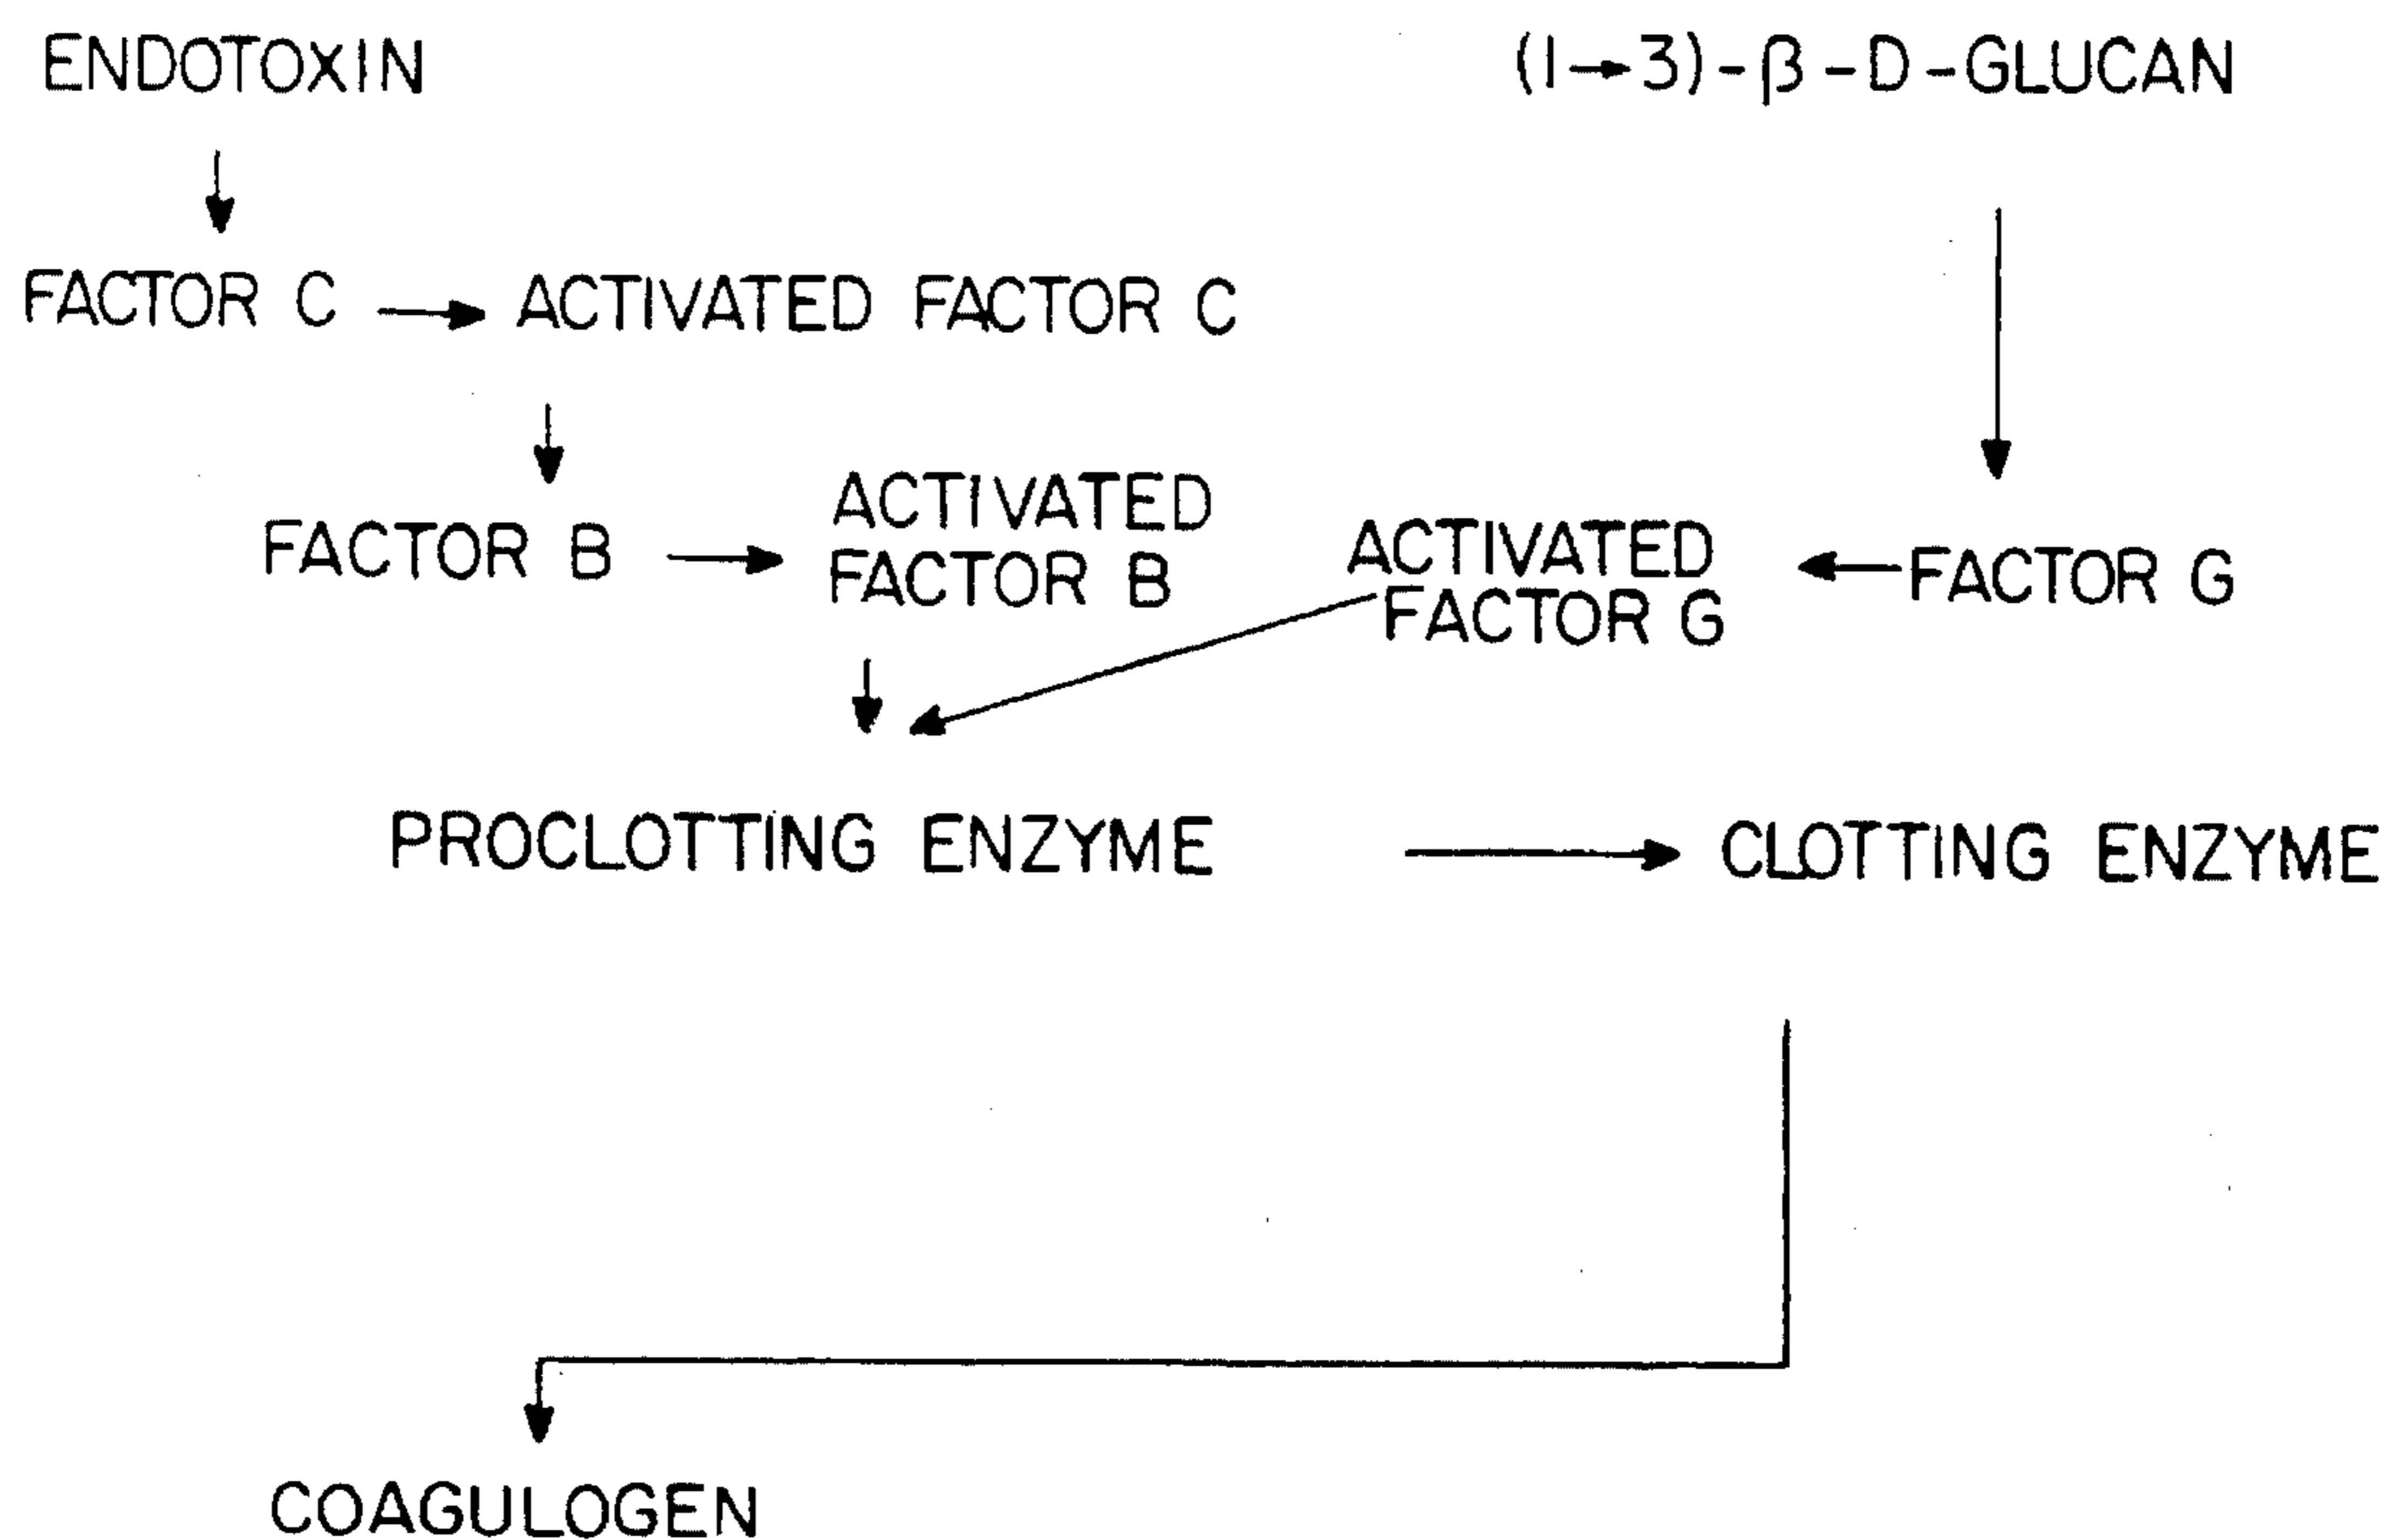 ENDOTOXIN
(1→3)-β-D-GLUCAN
FACTOR C
ACTIVATED FACTOR C
FACTOR B
ACTIVATED
FACTOR B
ACTIVATED
FACTOR G
FACTOR G
PROCLOTTING ENZYME
CLOTTING ENZYME
COAGULOGEN